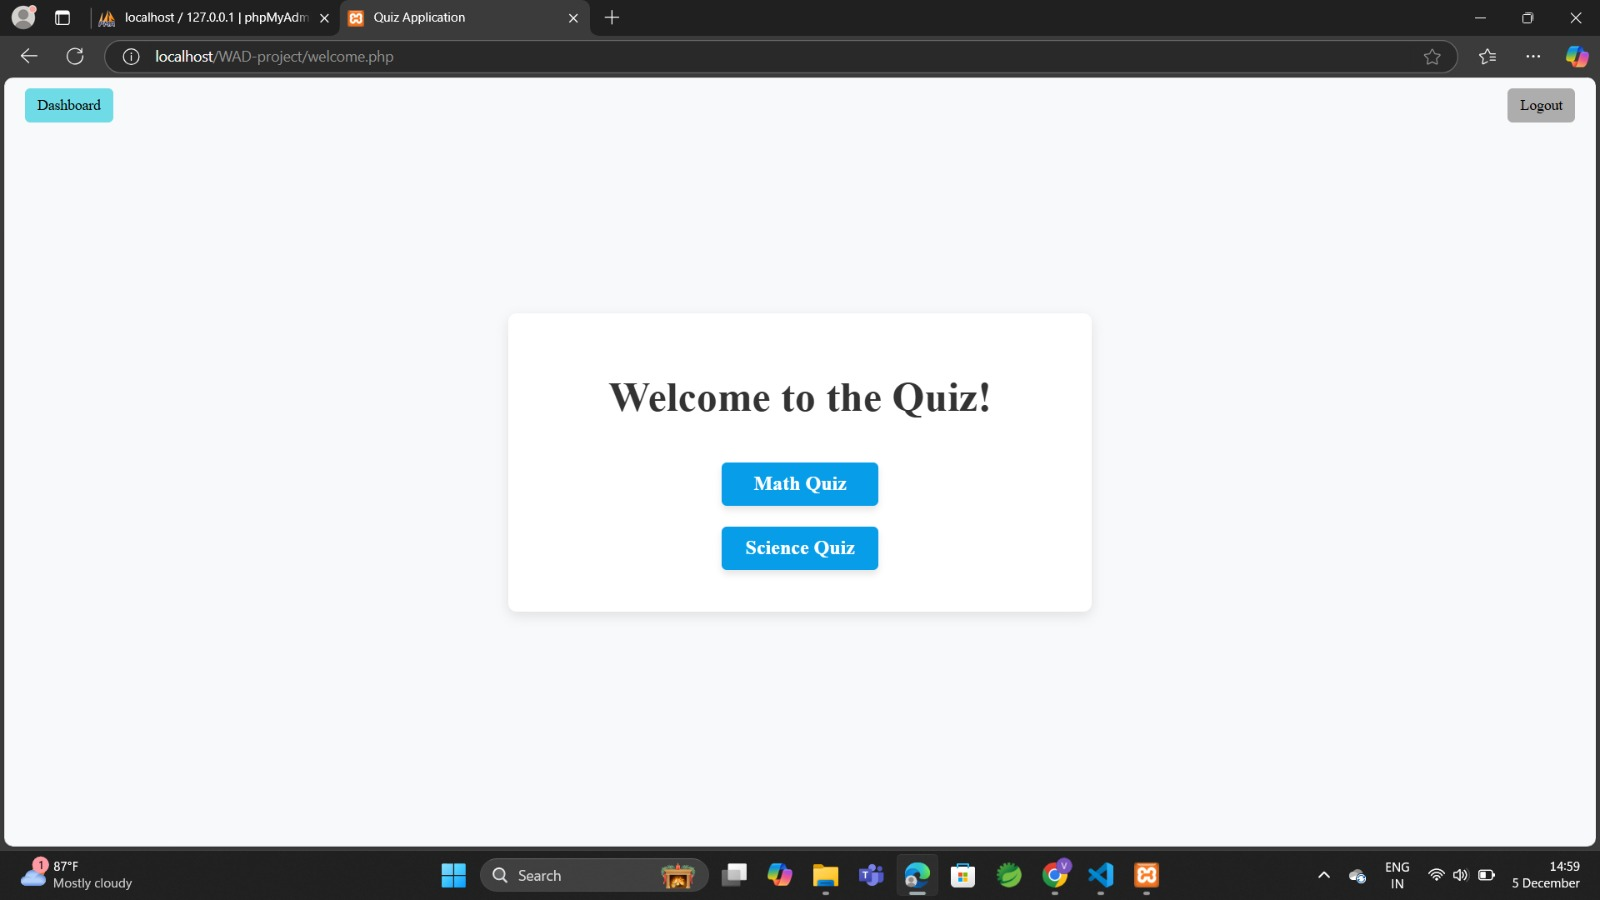 localhost / 127.0.0.1 | phpMyAdm
Quiz Application
localhost/WAD-project/welcome.php
Dashboard
Logout
Welcome to the Quiz!
Math Quiz
Science Quiz
1
87°F
Mostly cloudy
Search
V
ENG
IN
14:59
5 December